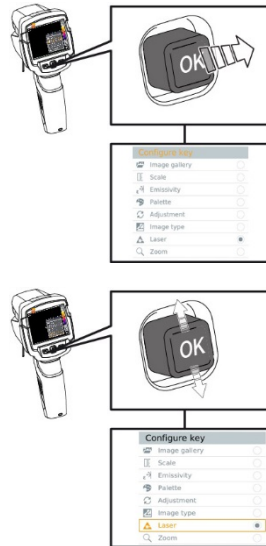 OK
Configure key
Image gallery
Scale
Emissivity
Palette
Adjustment
Image type
Laser
Zoom
OK
Configure key
Image gallery
Scale
Emissivity
Palette
Adjustment
Image type
Laser
Zoom